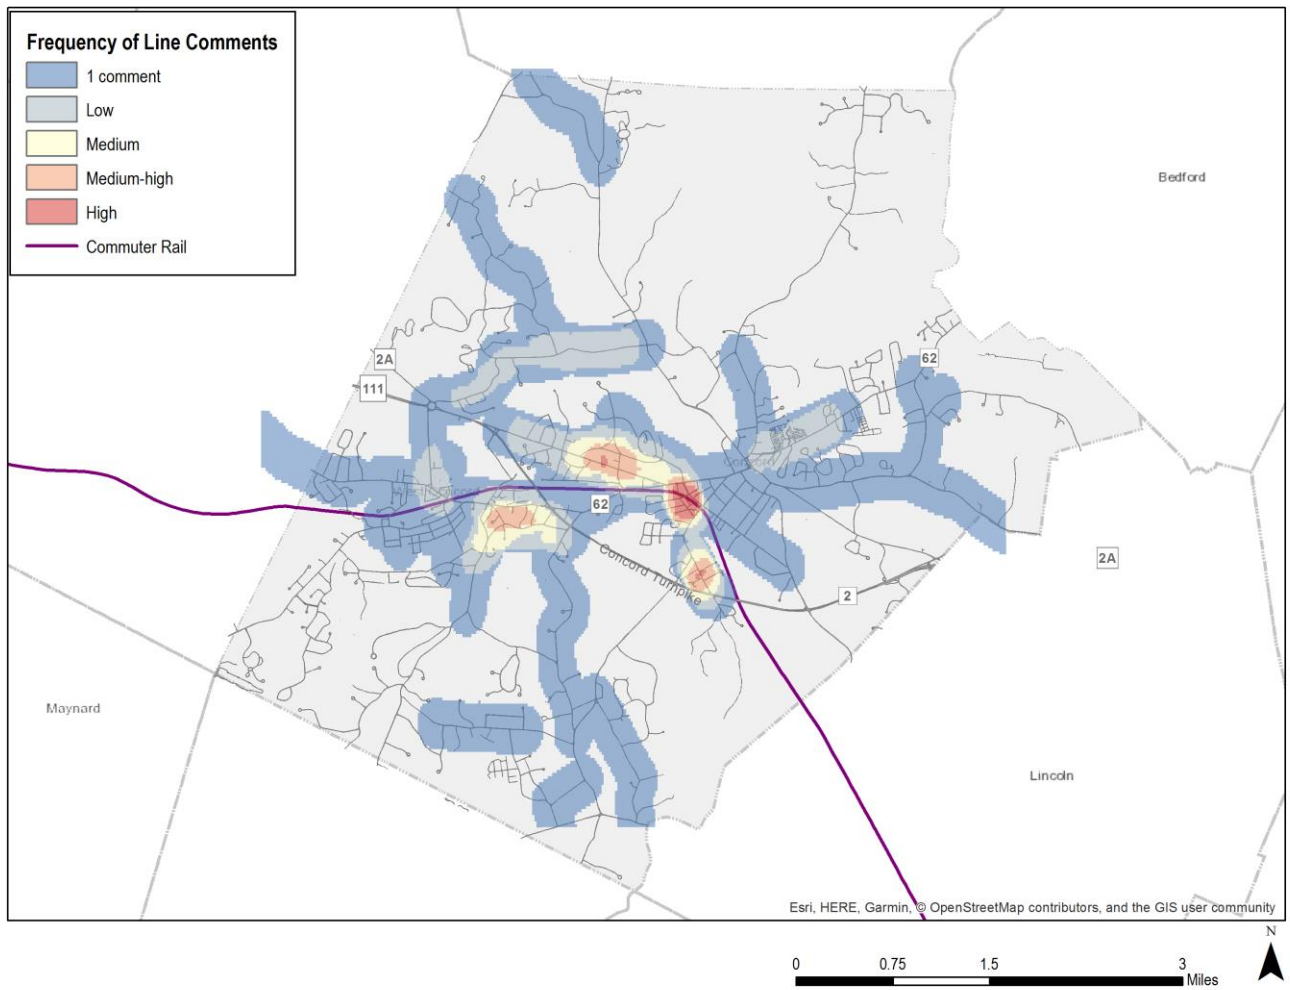 Frequency of Line Comments
1 comment
Low
Medium
Medium-high
High
Commuter Rail
Bedford
2A
111
62
62
Concord Turnpike
2A
2
Maynard
Lincoln
Esri, HERE, Garmin, © OpenStreetMap contributors, and the GIS user community
N
0 0.75 1.5 3
Miles